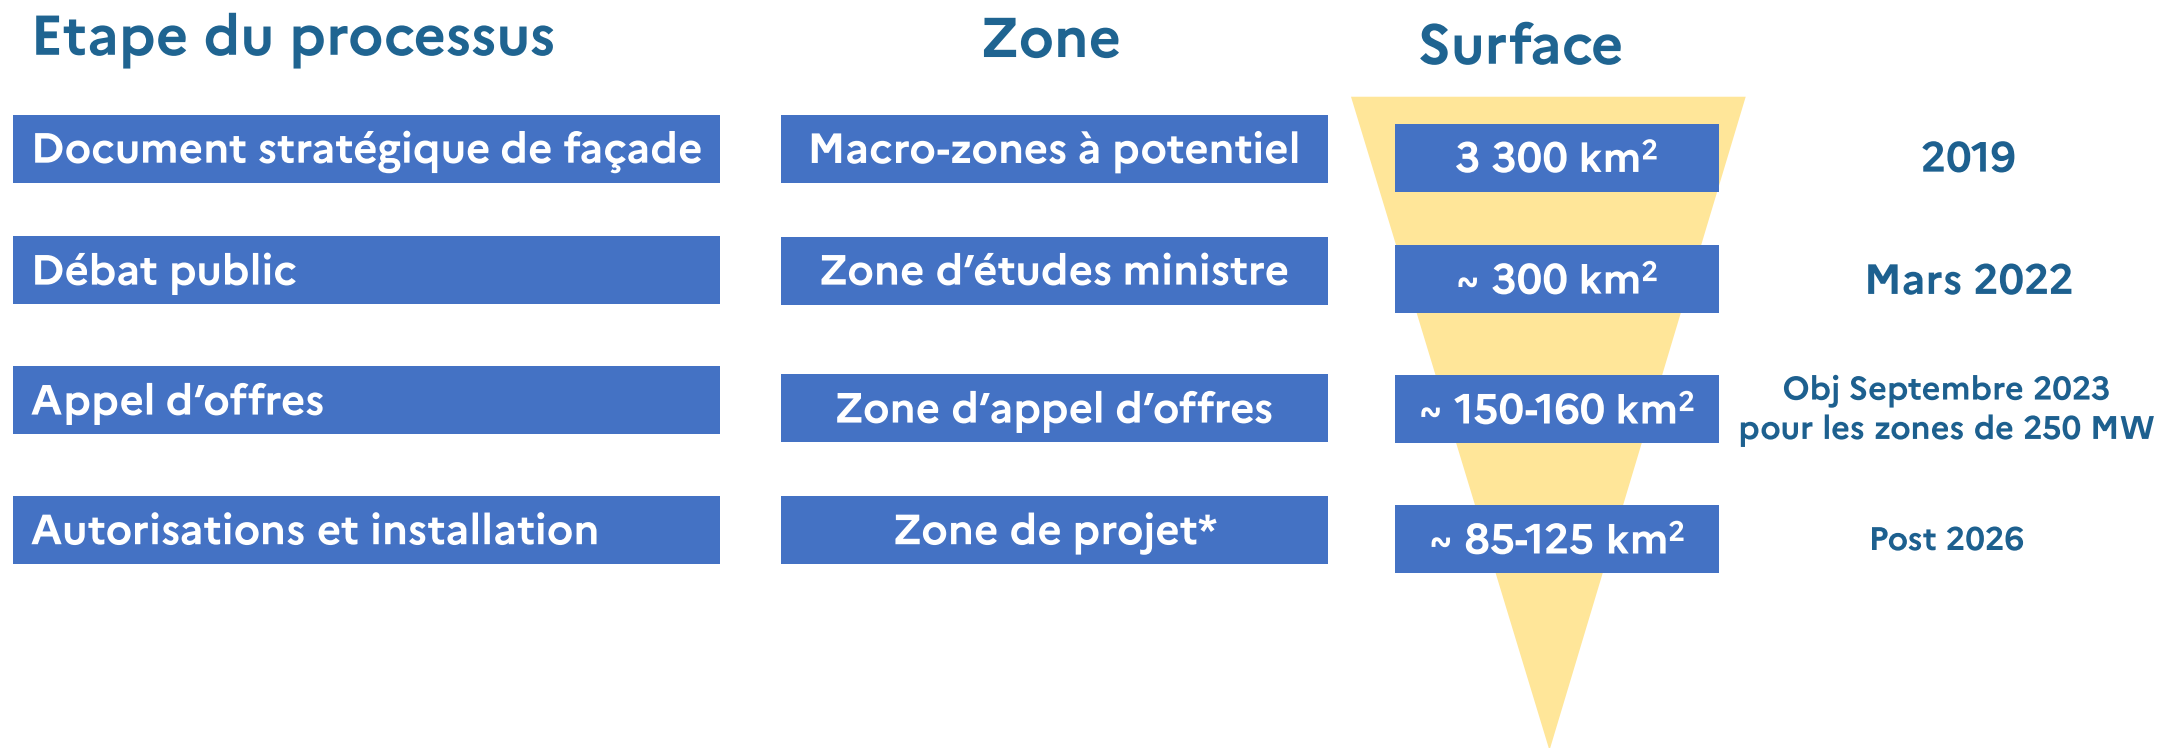 Etape du processus Zone Surface
Document stratégique de façade Macro-zones à potentiel 3 300 km² 2019
Débat public Zone d’études ministre ~ 300 km² Mars 2022
Appel d’offres Zone d’appel d’offres ~ 150-160 km² Obj Septembre 2023
pour les zones de 250 MW
Autorisations et installation Zone de projet* ~ 85-125 km² Post 2026